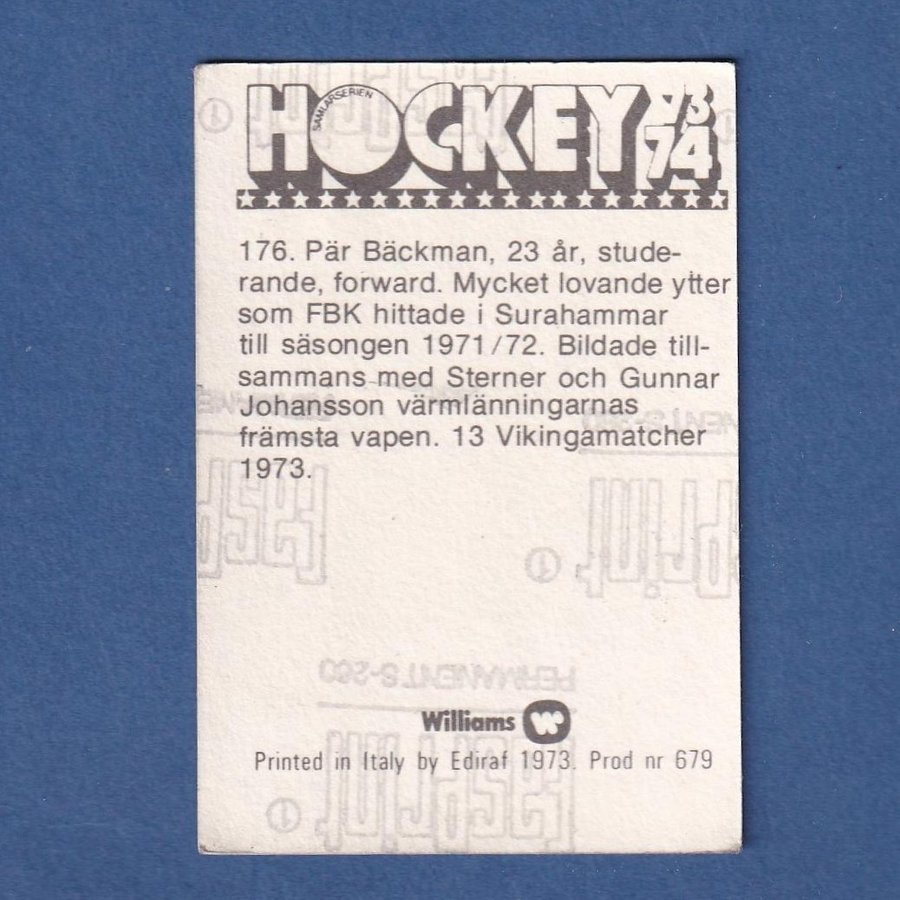 HOCKEY 73
SAMLARSERIEN
74
176. Pär Bäckman, 23 år, stude-
rande, forward. Mycket lovande ytter
som FBK hittade i Surahammar
till säsongen 1971/72. Bildade till-
sammans med Sterner och Gunnar
Johansson värmlänningarnas
främsta vapen. 13 Vikingamatcher
1973.
PERMANENT S-260
Williams W
Printed in Italy by Ediraf 1973. Prod nr 679